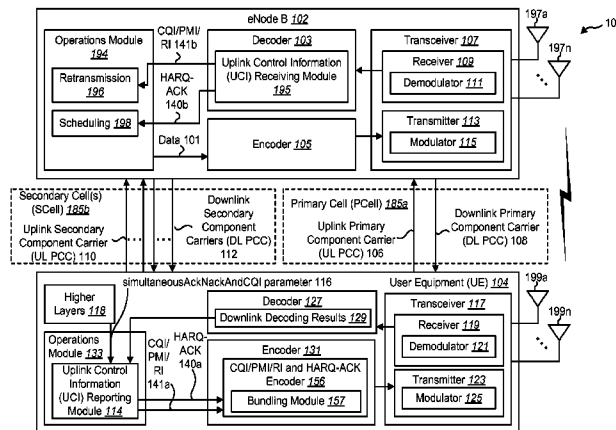 10
eNode B 102
197a
197n
Operations Module 194
Retransmission 196
Scheduling 198
CQI/PMI/
RI 141b
HARQ-
ACK
140b
Data 101
Decoder 103
Uplink Control Information
(UCI) Receiving Module
195
Encoder 105
Transceiver 107
Receiver 109
Demodulator 111
Transmitter 113
Modulator 115
Secondary Cell(s)
(SCell) 185b
Uplink Secondary
Component Carrier
(UL PCC) 110
Downlink
Secondary
Component
Carriers (DL PCC)
112
Primary Cell (PCell) 185a
Uplink Primary
Component Carrier
(UL PCC) 106
Downlink Primary
Component Carrier
(DL PCC) 108
simultaneousAckNackAndCQI parameter 116
User Equipment (UE) 104
199a
199n
Higher
Layers 118
Operations
Module 133
Uplink Control
Information
(UCI) Reporting
Module 114
CQI/
PMI/
RI
141a
HARQ-
ACK
140a
Decoder 127
Downlink Decoding Results 129
Encoder 131
CQI/PMI/RI and HARQ-ACK
Encoder 156
Bundling Module 157
Transceiver 117
Receiver 119
Demodulator 121
Transmitter 123
Modulator 125